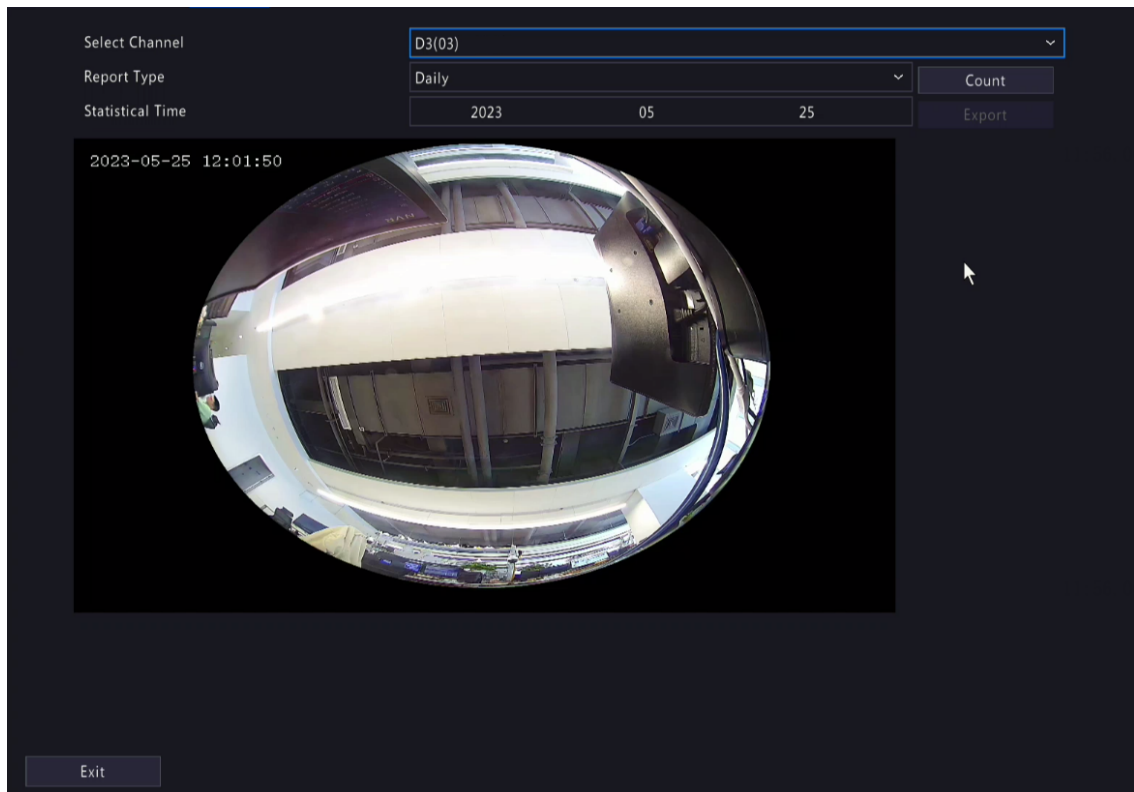 Select Channel D3(03)
Report Type Daily Count
Statistical Time 2023 05 25 Export
2023-05-25 12:01:50
Exit